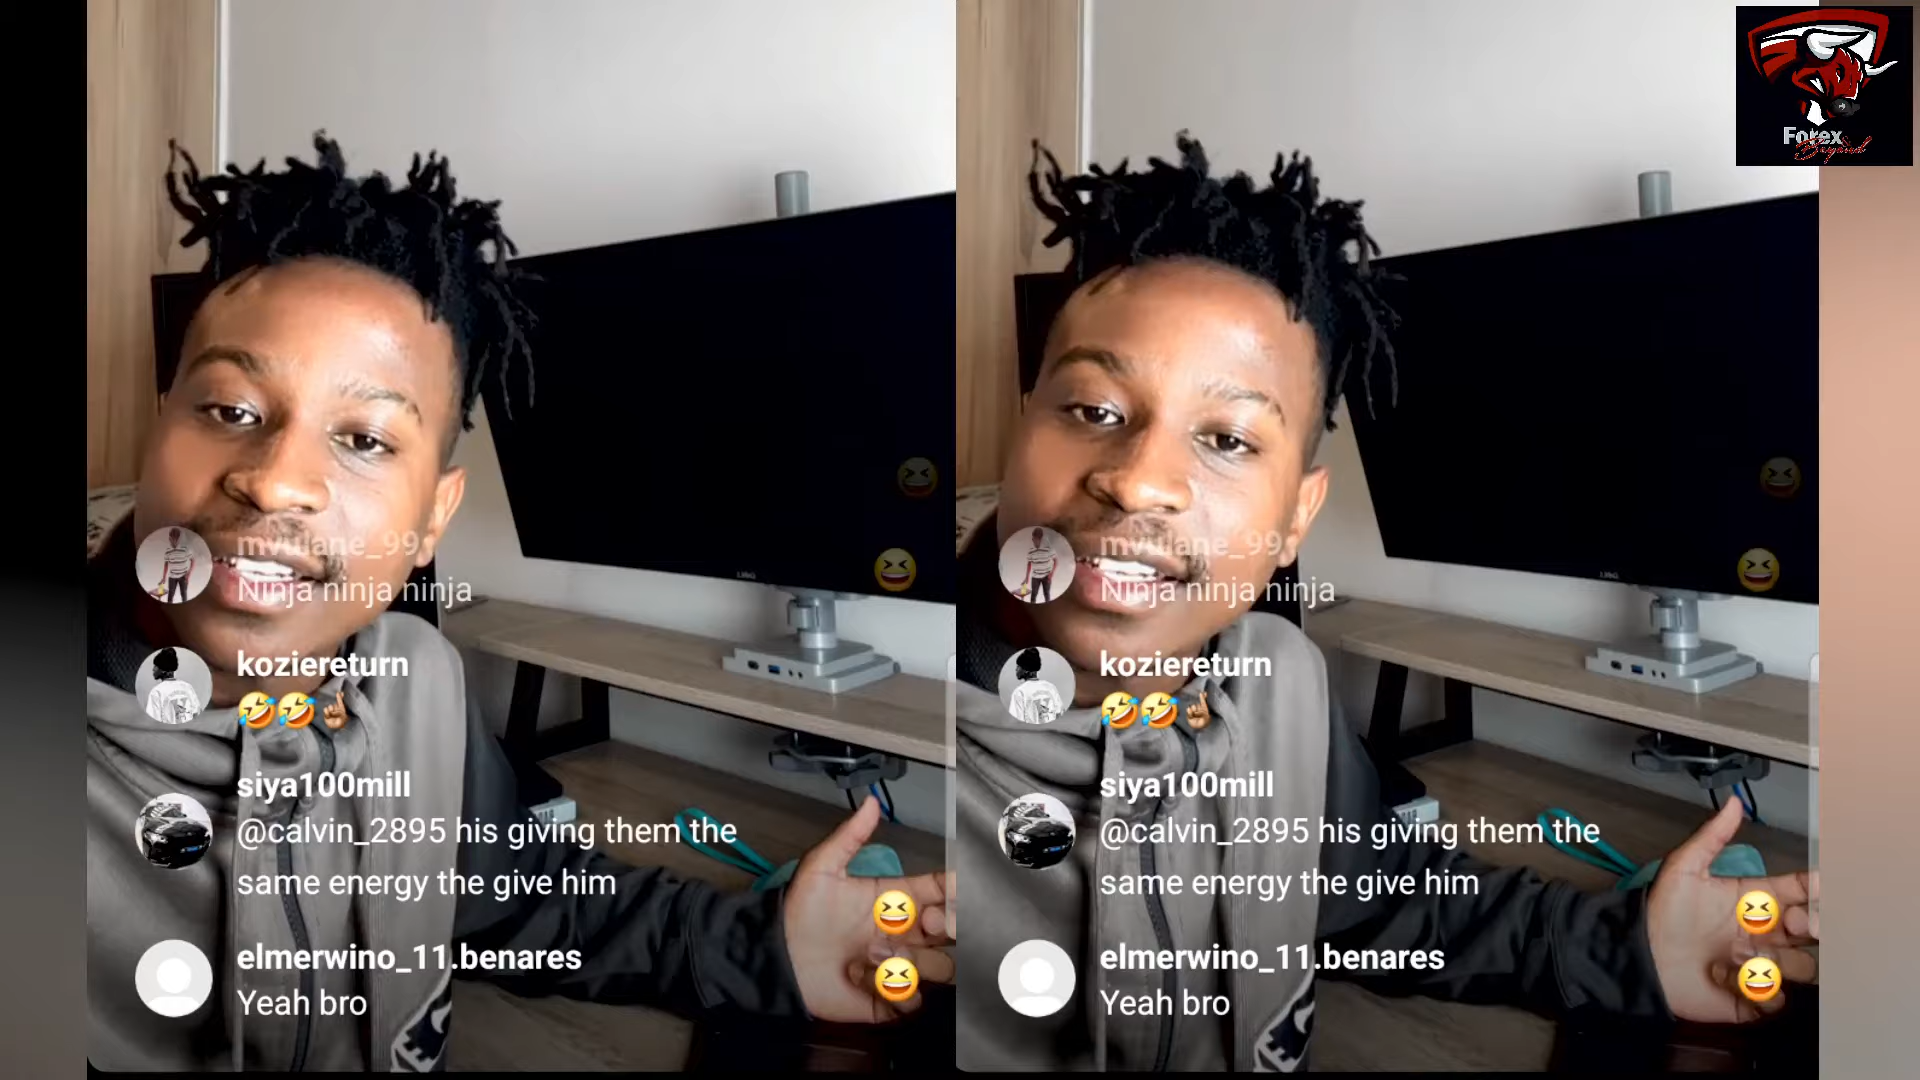 Forex
Beyond
mvulane_99
Ninja ninja ninja
koziereturn
🤣🤣🤞🏽
siya100mill
@calvin_2895 his giving them the
same energy the give him
elmerwino_11.benares
Yeah bro
mvulane_99
Ninja ninja ninja
koziereturn
🤣🤣🤞🏽
siya100mill
@calvin_2895 his giving them the
same energy the give him
elmerwino_11.benares
Yeah bro